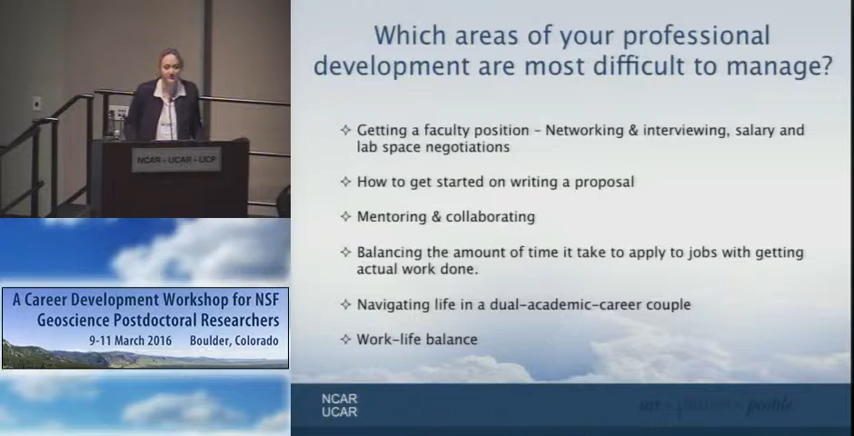 Which areas of your professional
development are most difficult to manage?
Getting a faculty position – Networking & interviewing, salary and
lab space negotiations
How to get started on writing a proposal
Mentoring & collaborating
Balancing the amount of time it take to apply to jobs with getting
actual work done.
Navigating life in a dual-academic-career couple
Work-life balance
NCAR
UCAR
NCAR • UCAR • UCP
A Career Development Workshop for NSF
Geoscience Postdoctoral Researchers
9-11 March 2016 Boulder, Colorado